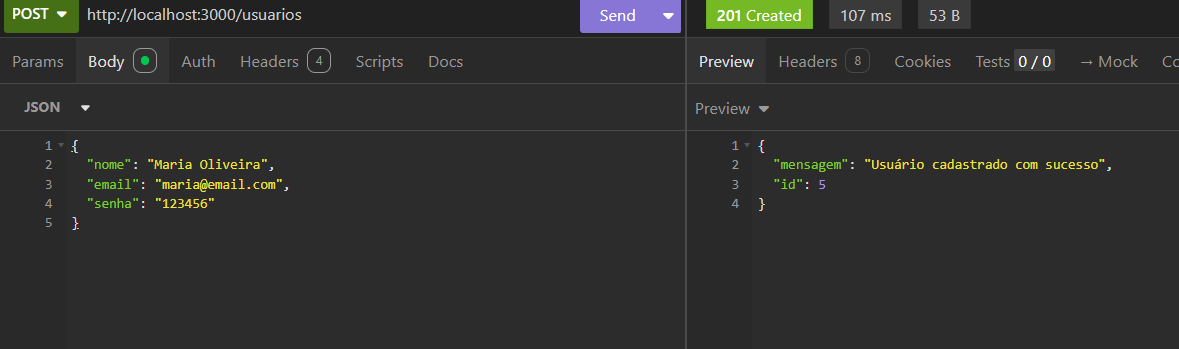 POST http://localhost:3000/usuarios Send
Params Body Auth Headers 4 Scripts Docs
JSON
1 {
2 "nome": "Maria Oliveira",
3 "email": "maria@email.com",
4 "senha": "123456"
5 }
201 Created 107 ms 53 B
Preview Headers 8 Cookies Tests 0 / 0 → Mock Co
Preview
1 {
2 "mensagem": "Usuário cadastrado com sucesso",
3 "id": 5
4 }